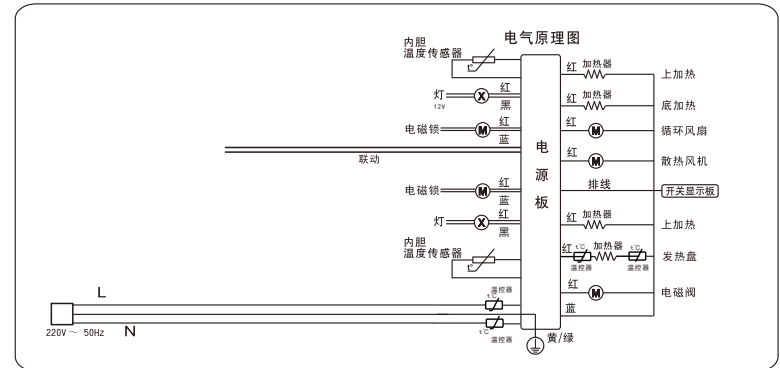 电气原理图
内胆
温度传感器
t°
灯
12V
X
红
黑
电磁锁
M
红
蓝
联动
电磁锁
M
红
蓝
灯
X
红
黑
内胆
温度传感器
t°
L
温控器
t℃
220V～ 50Hz
N
t℃
温控器
电源板
黄/绿
红 加热器 上加热
红 加热器 底加热
红 M 循环风扇
红 M 散热风机
排线 开关显示板
红 加热器 上加热
红 t℃ 加热器 t℃ 发热盘
温控器 温控器
红 M 电磁阀
蓝